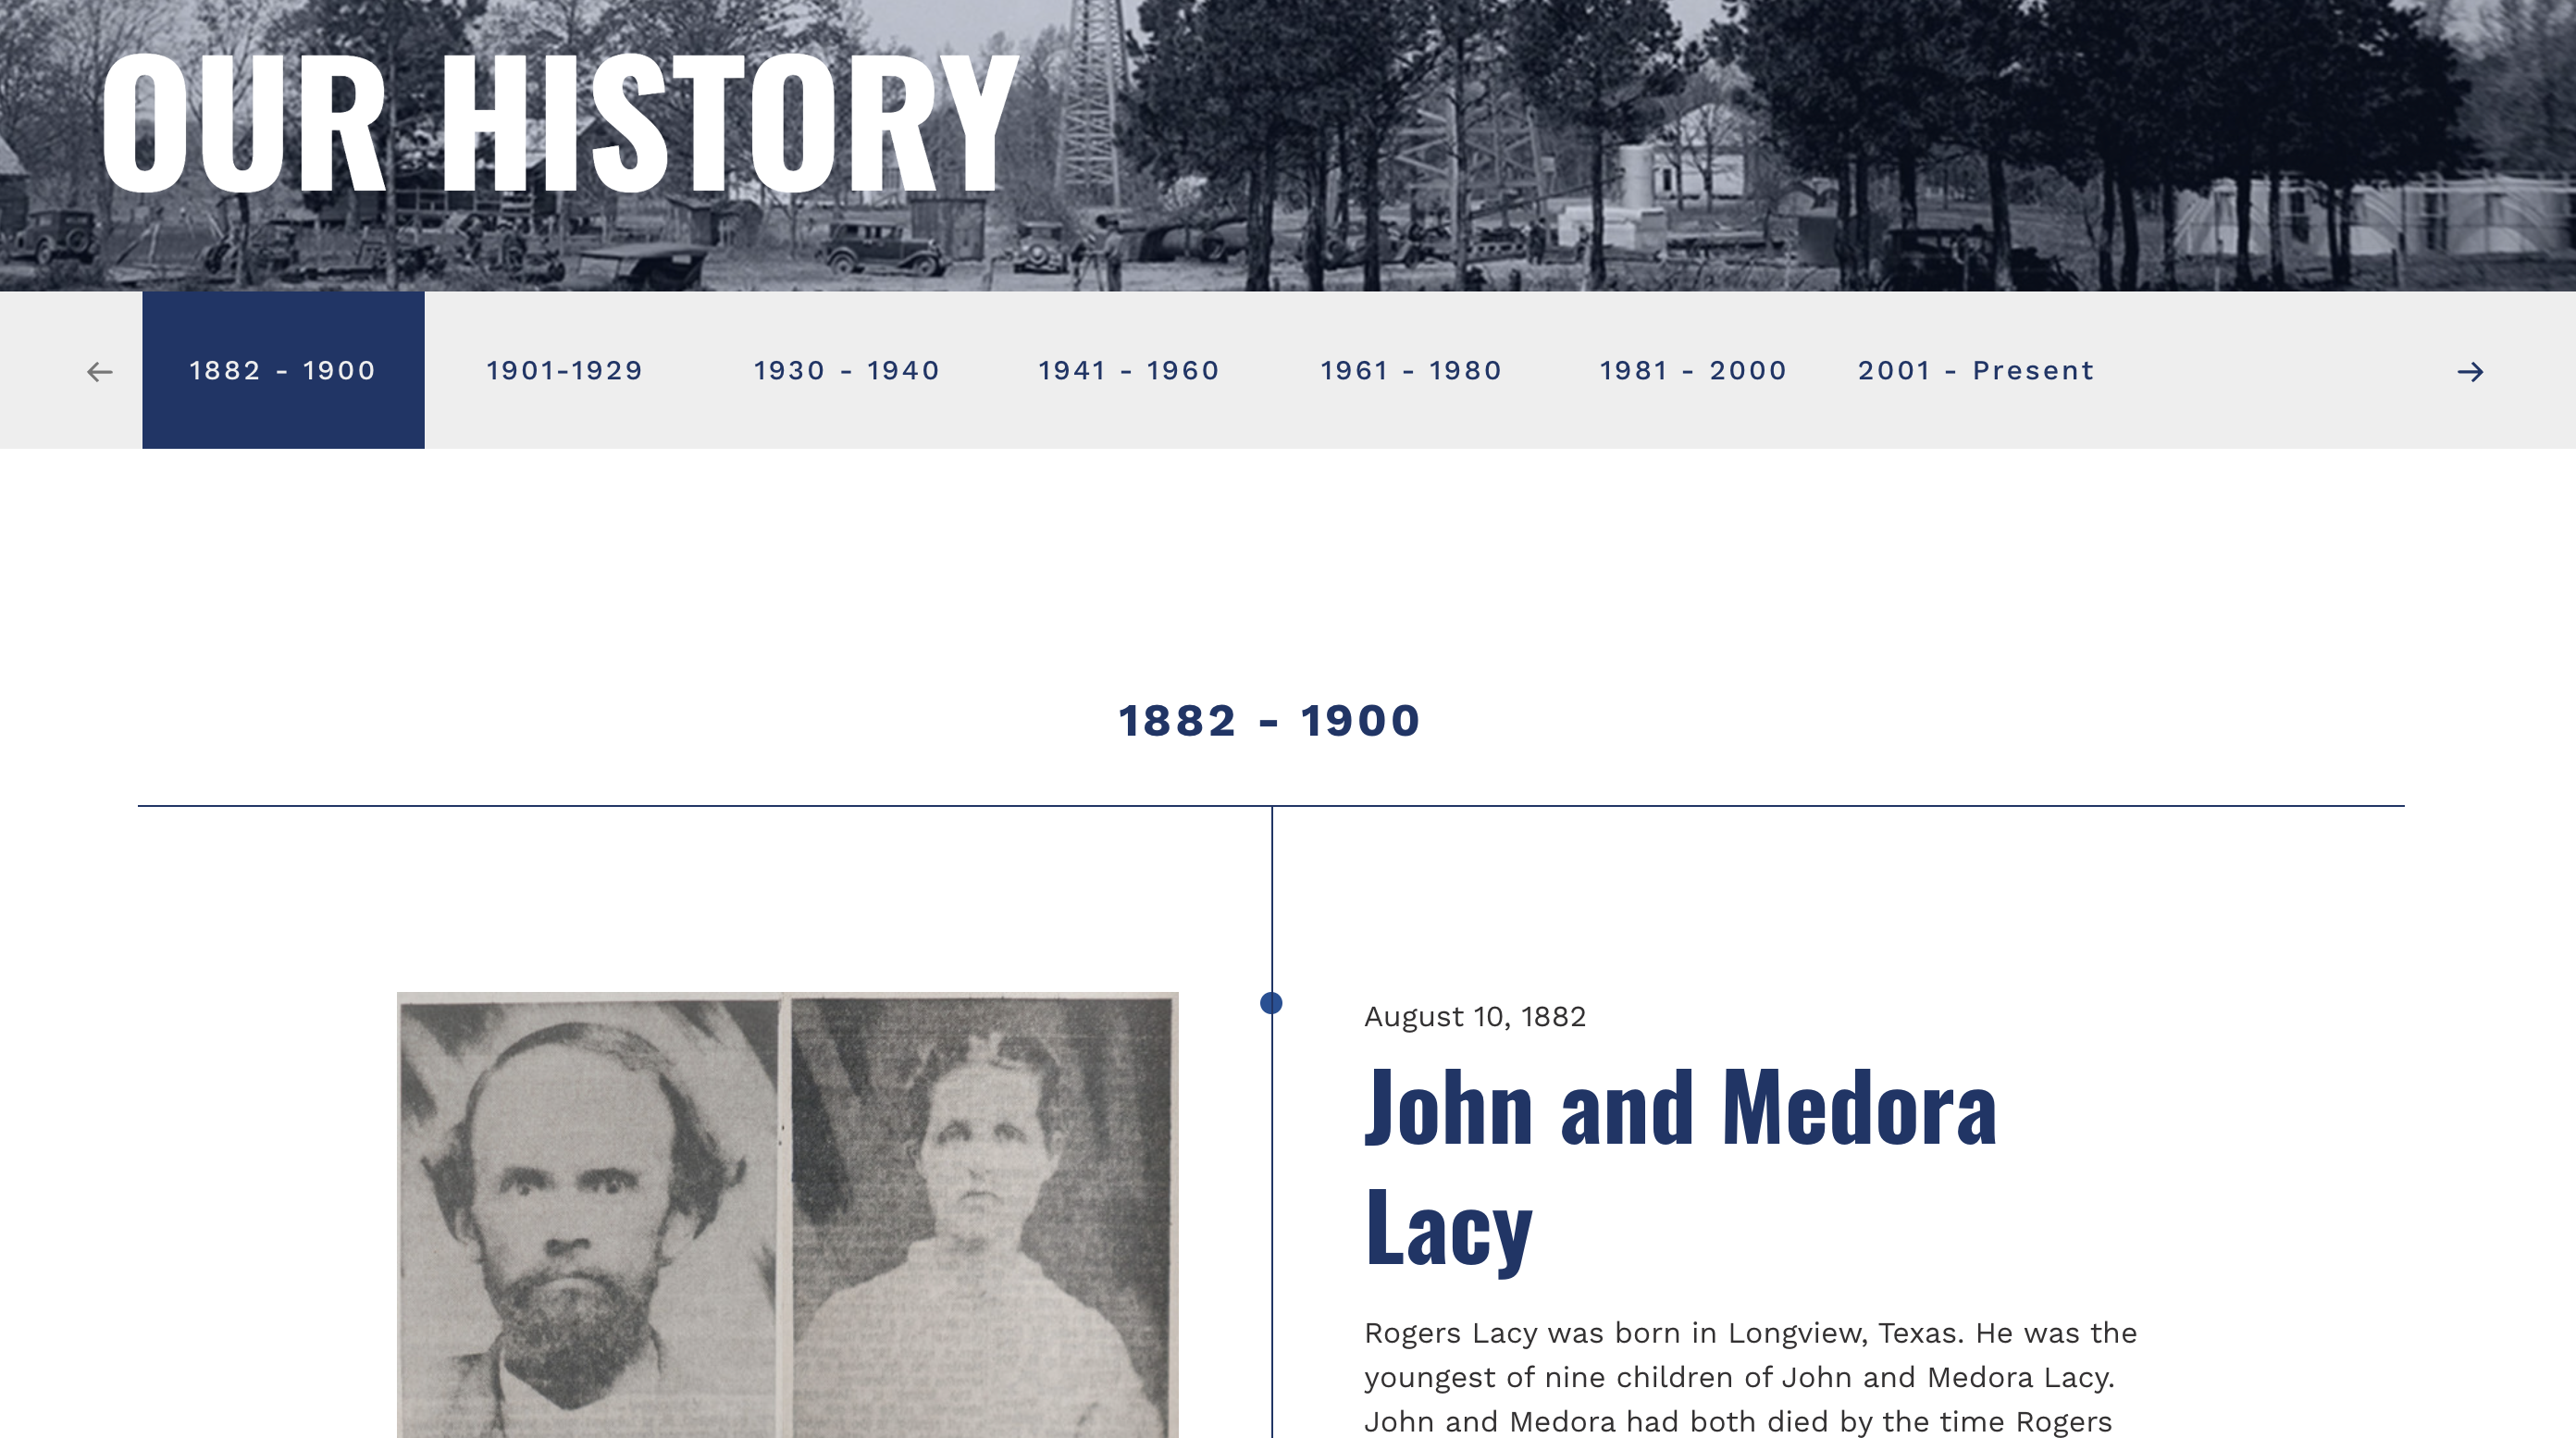 OUR HISTORY
1882 - 1900
1901-1929
1930 - 1940
1941 - 1960
1961 - 1980
1981 - 2000
2001 - Present
1882 - 1900
August 10, 1882
John and Medora
Lacy
Rogers Lacy was born in Longview, Texas. He was the
youngest of nine children of John and Medora Lacy.
John and Medora had both died by the time Rogers